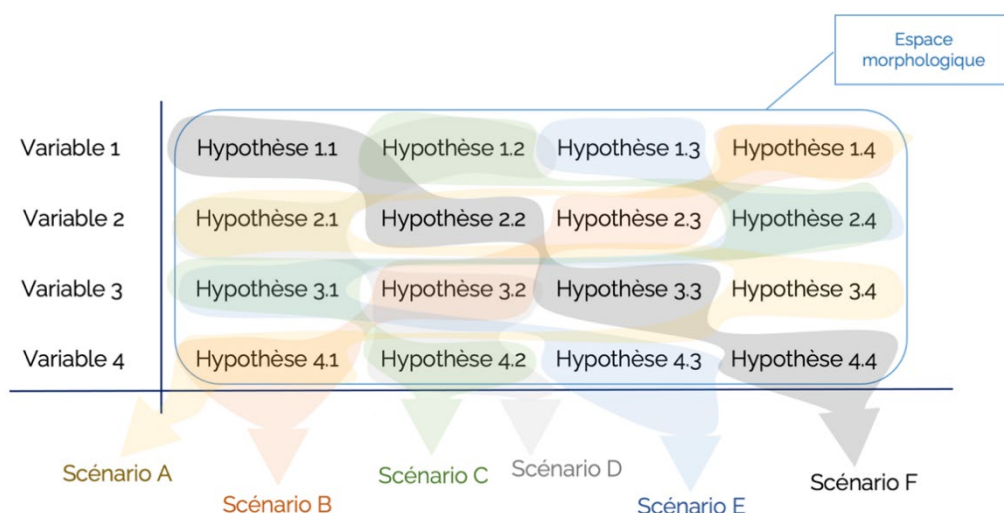 Espace
morphologique
Variable 1 Hypothèse 1.1 Hypothèse 1.2 Hypothèse 1.3 Hypothèse 1.4
Variable 2 Hypothèse 2.1 Hypothèse 2.2 Hypothèse 2.3 Hypothèse 2.4
Variable 3 Hypothèse 3.1 Hypothèse 3.2 Hypothèse 3.3 Hypothèse 3.4
Variable 4 Hypothèse 4.1 Hypothèse 4.2 Hypothèse 4.3 Hypothèse 4.4
Scénario A Scénario B Scénario C Scénario D Scénario E Scénario F